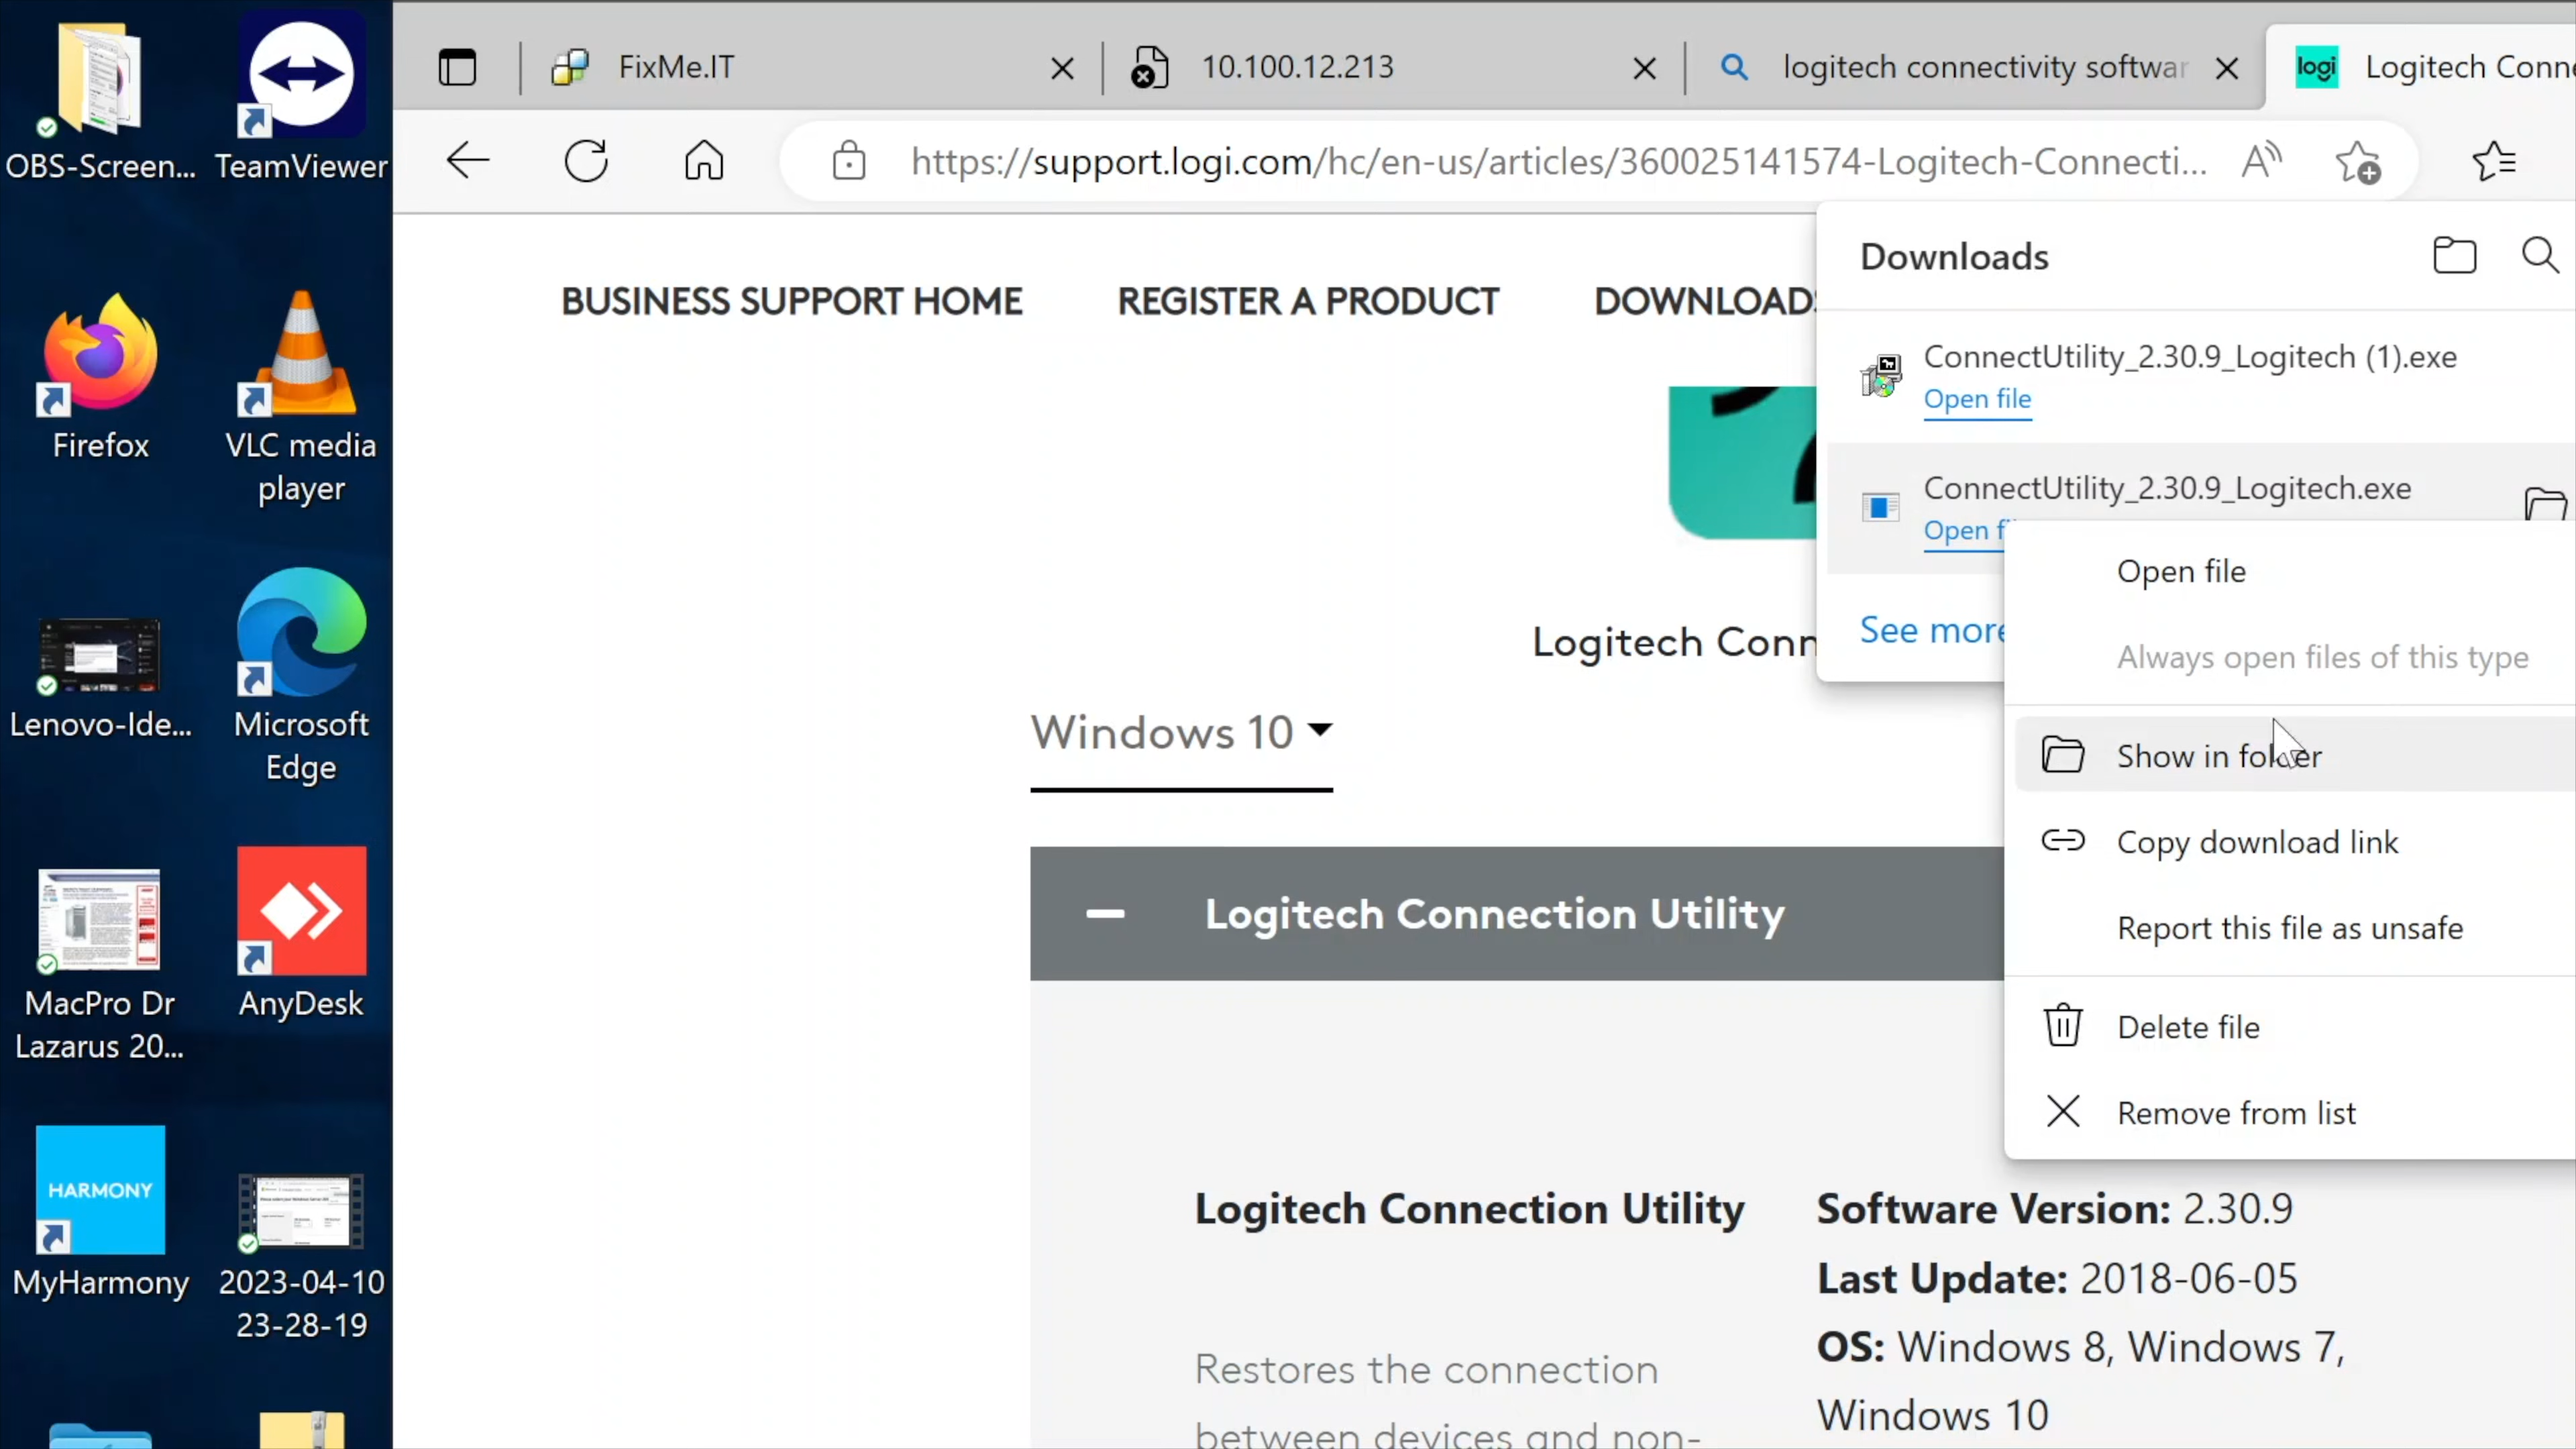 OBS-Screen...
TeamViewer
Firefox
VLC media
player
Lenovo-Ide...
Microsoft
Edge
MacPro Dr
Lazarus 20...
AnyDesk
HARMONY
MyHarmony
2023-04-10
23-28-19
FixMe.IT
10.100.12.213
logitech connectivity softwar
logi
Logitech Conne
https://support.logi.com/hc/en-us/articles/360025141574-Logitech-Connecti...
BUSINESS SUPPORT HOME
REGISTER A PRODUCT
DOWNLOADS
Downloads
ConnectUtility_2.30.9_Logitech (1).exe
Open file
ConnectUtility_2.30.9_Logitech.exe
Open fi
See more
Open file
Always open files of this type
Show in folder
Copy download link
Report this file as unsafe
Delete file
Remove from list
Logitech Conn
Windows 10
Logitech Connection Utility
Logitech Connection Utility
Restores the connection
between devices and non-
Software Version: 2.30.9
Last Update: 2018-06-05
OS: Windows 8, Windows 7,
Windows 10